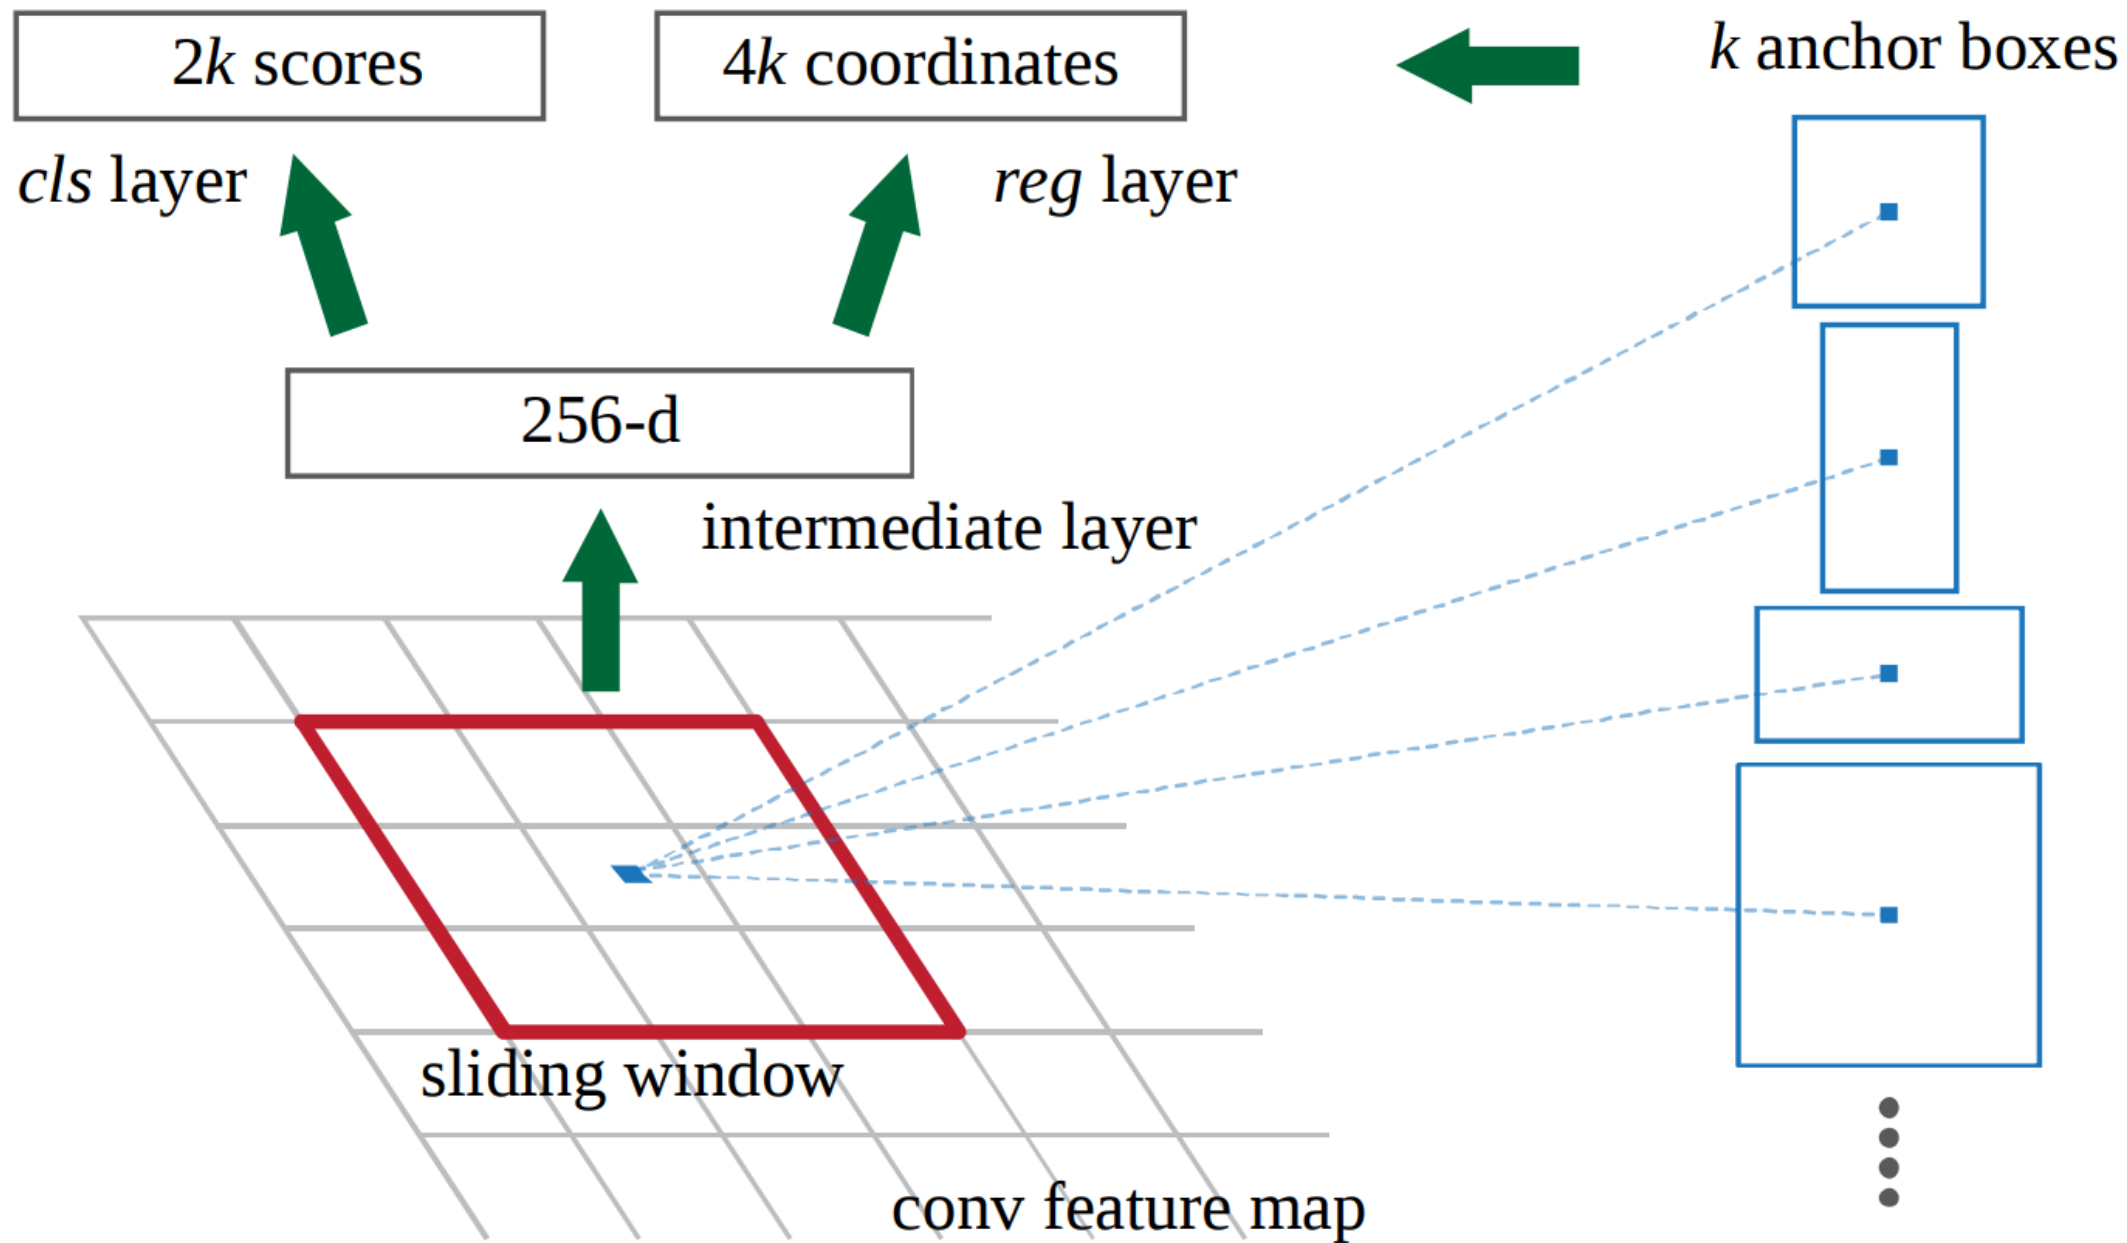 2k scores
4k coordinates
k anchor boxes
cls layer
reg layer
256-d
intermediate layer
sliding window
conv feature map